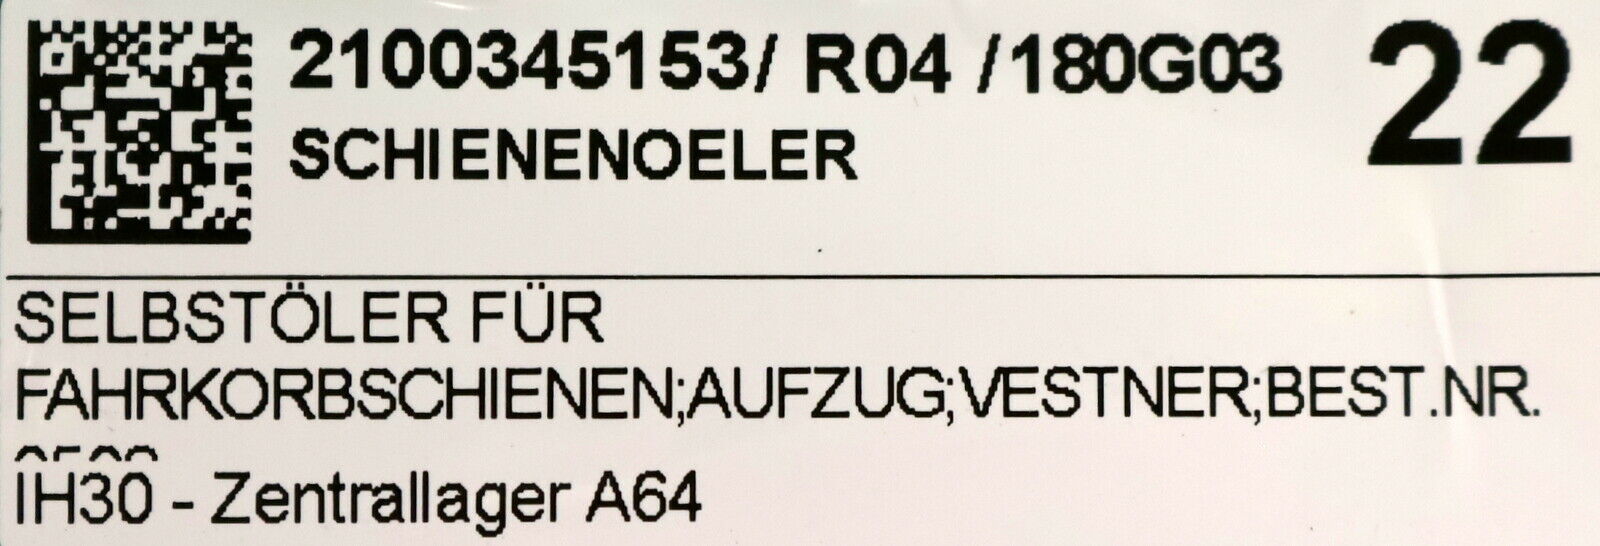 2100345153/ R04 /180G03 22
SCHIENENOELER
SELBSTÖLER FÜR
FAHRKORBSCHIENEN;AUFZUG;VESTNER;BEST.NR.
IH30 - Zentrallager A64